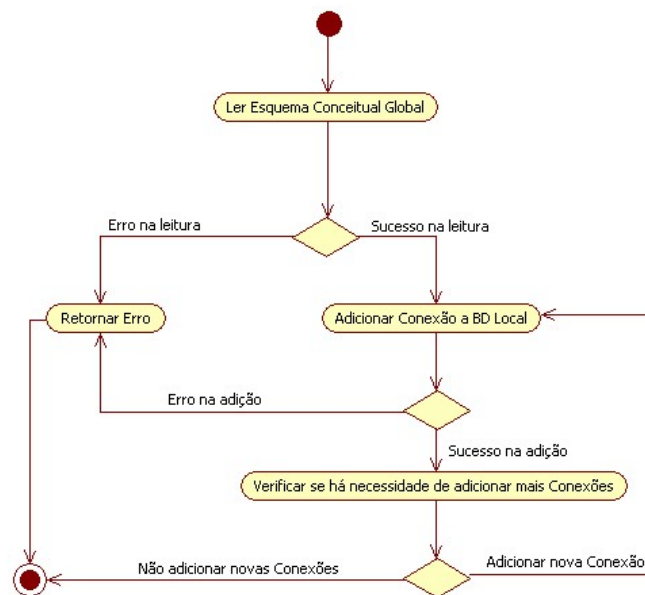 Ler Esquema Conceitual Global
Erro na leitura
Sucesso na leitura
Retornar Erro
Adicionar Conexão a BD Local
Erro na adição
Sucesso na adição
Verificar se há necessidade de adicionar mais Conexões
Não adicionar novas Conexões
Adicionar nova Conexão